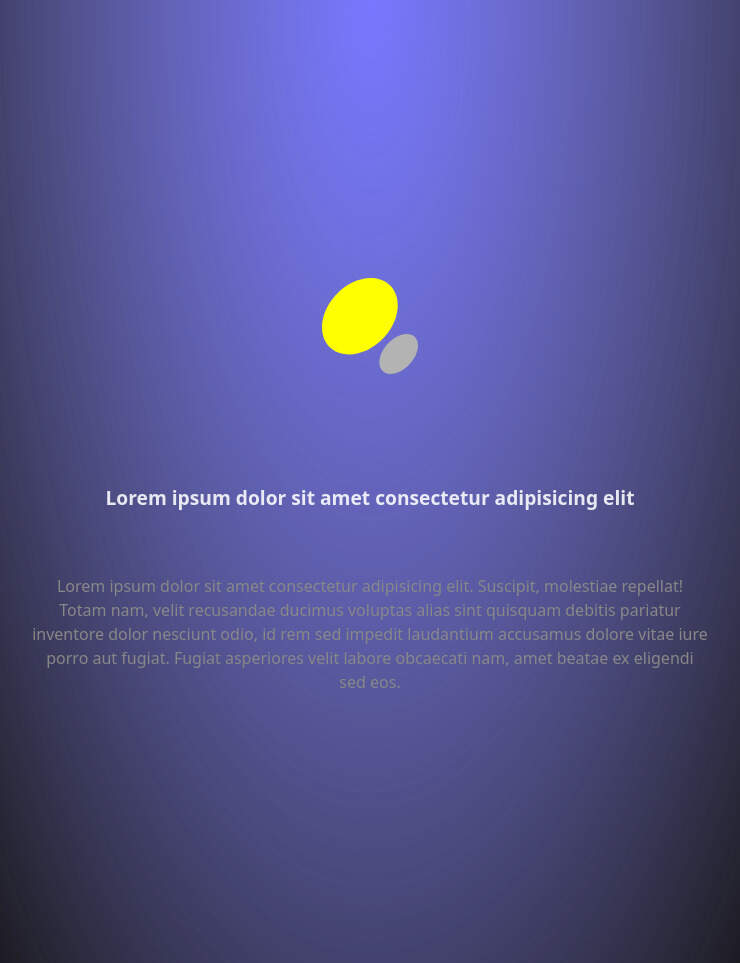 Lorem ipsum dolor sit amet consectetur adipisicing elit
Lorem ipsum dolor sit amet consectetur adipisicing elit. Suscipit, molestiae repellat!
Totam nam, velit recusandae ducimus voluptas alias sint quisquam debitis pariatur
inventore dolor nesciunt odio, id rem sed impedit laudantium accusamus dolore vitae iure
porro aut fugiat. Fugiat asperiores velit labore obcaecati nam, amet beatae ex eligendi
sed eos.